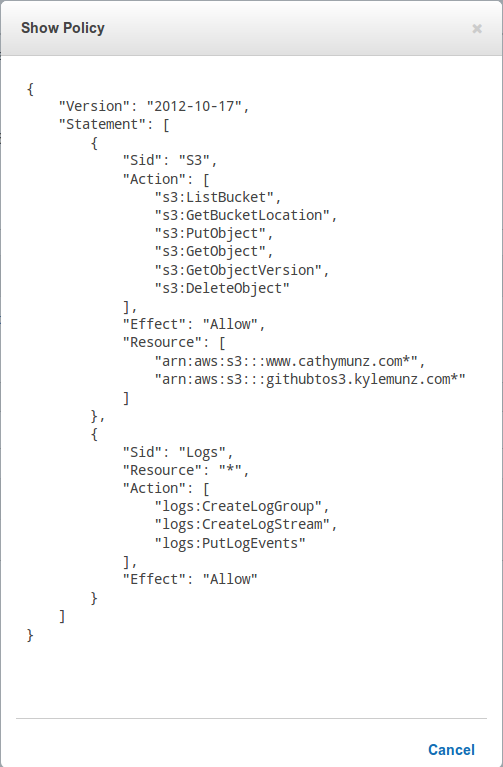 Show Policy
×
{
    "Version": "2012-10-17",
    "Statement": [
        {
            "Sid": "S3",
            "Action": [
                "s3:ListBucket",
                "s3:GetBucketLocation",
                "s3:PutObject",
                "s3:GetObject",
                "s3:GetObjectVersion",
                "s3:DeleteObject"
            ],
            "Effect": "Allow",
            "Resource": [
                "arn:aws:s3:::www.cathymunz.com*",
                "arn:aws:s3:::githubtos3.kylemunz.com*"
            ]
        },
        {
            "Sid": "Logs",
            "Resource": "*",
            "Action": [
                "logs:CreateLogGroup",
                "logs:CreateLogStream",
                "logs:PutLogEvents"
            ],
            "Effect": "Allow"
        }
    ]
}
Cancel